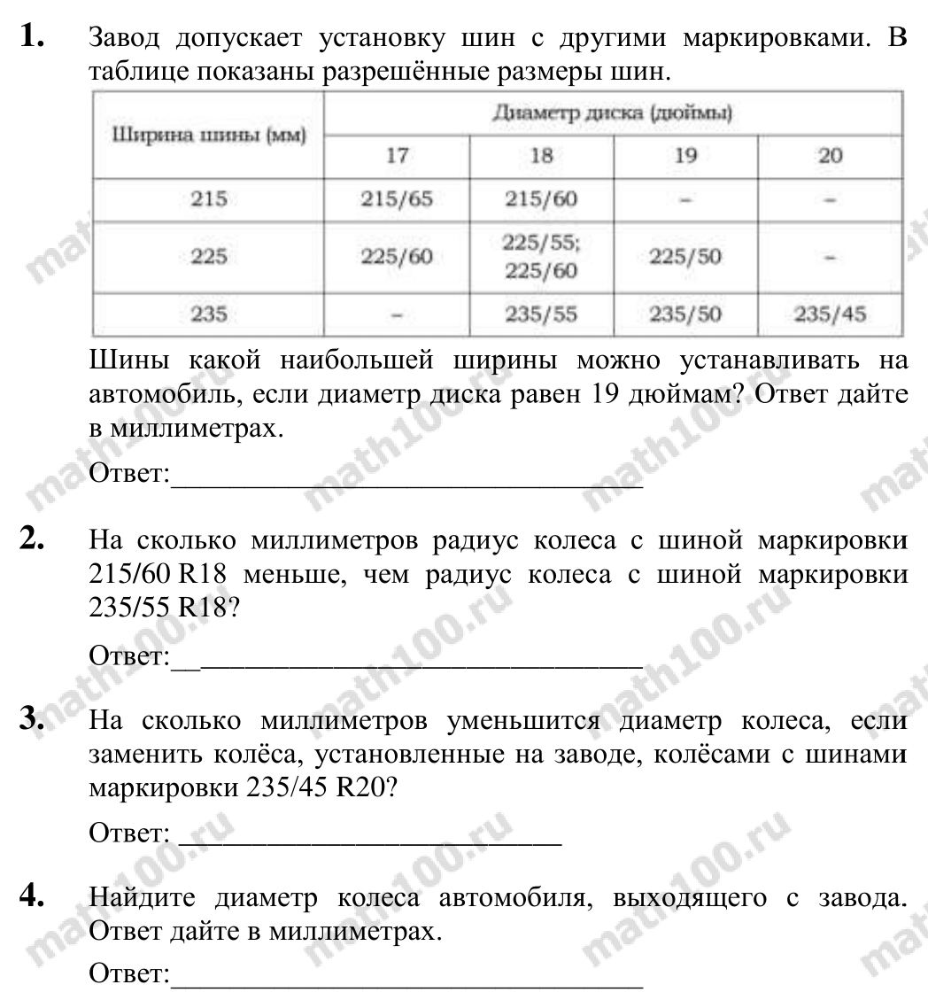 1. Завод допускает установку шин с другими маркировками. В
таблице показаны разрешённые размеры шин.
Ширина шины (мм) Диаметр диска (дюймы)
17 18 19 20
215 215/65 215/60 – –
225 225/60 225/55; 225/60 225/50 –
235 – 235/55 235/50 235/45
Шины какой наибольшей ширины можно устанавливать на
автомобиль, если диаметр диска равен 19 дюймам? Ответ дайте
в миллиметрах.
Ответ:
2. На сколько миллиметров радиус колеса с шиной маркировки
215/60 R18 меньше, чем радиус колеса с шиной маркировки
235/55 R18?
Ответ:
3. На сколько миллиметров уменьшится диаметр колеса, если
заменить колёса, установленные на заводе, колёсами с шинами
маркировки 235/45 R20?
Ответ:
4. Найдите диаметр колеса автомобиля, выходящего с завода.
Ответ дайте в миллиметрах.
Ответ:
math100.ru